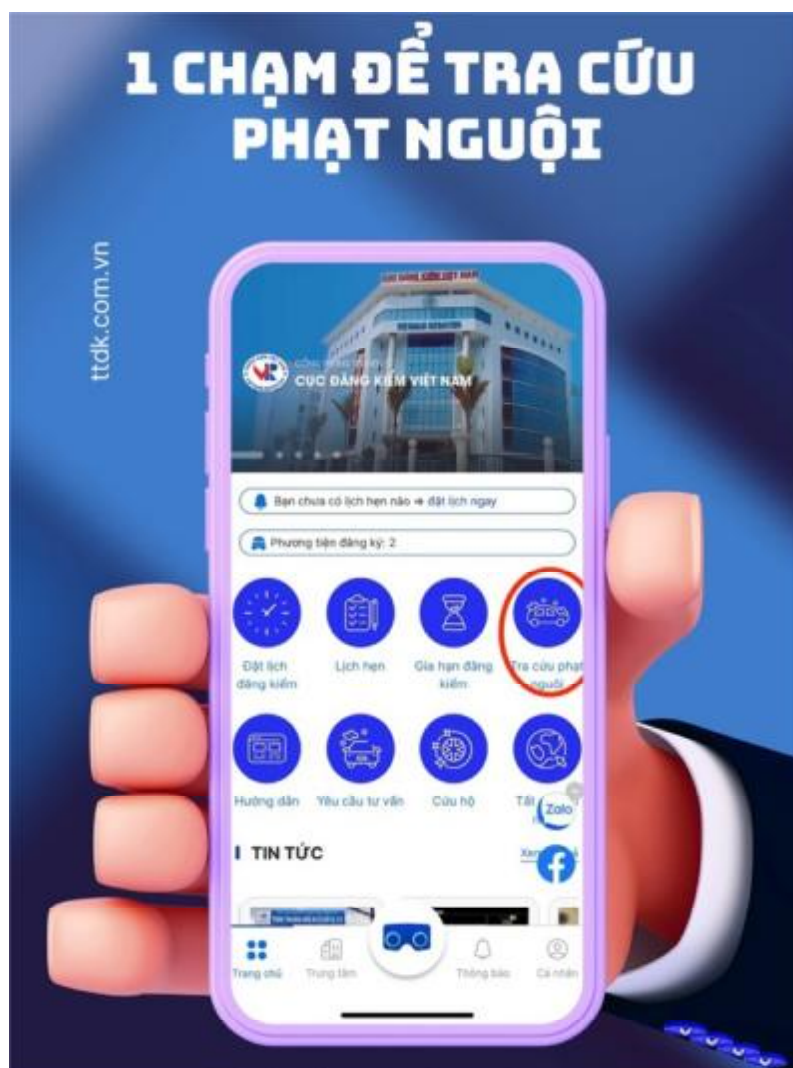 1 CHẠM ĐỂ TRA CỨU
PHẠT NGUỘI
ttdk.com.vn
CỤC ĐĂNG KIỂM VIỆT NAM
Bạn chưa có lịch hẹn nào → đặt lịch ngay
Phương tiện đăng ký: 2
Đặt lịch
đăng kiểm
Lịch hẹn
Gia hạn đăng
kiểm
Tra cứu phạt
nguội
Hướng dẫn
Yêu cầu tư vấn
Cứu hộ
Zalo
TIN TỨC
Trang chủ
Trung tâm
Thông báo
Cá nhân